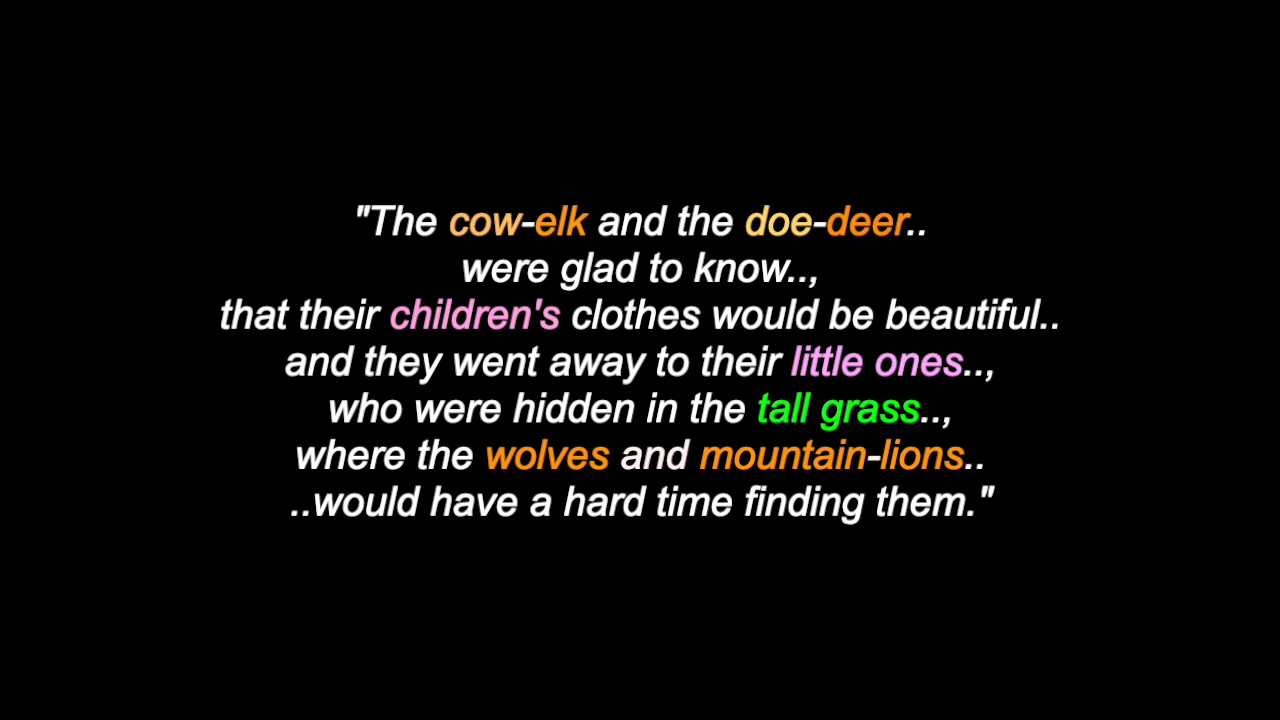 "The cow-elk and the doe-deer..
were glad to know..,
that their children's clothes would be beautiful..
and they went away to their little ones..,
who were hidden in the tall grass..,
where the wolves and mountain-lions..
..would have a hard time finding them."